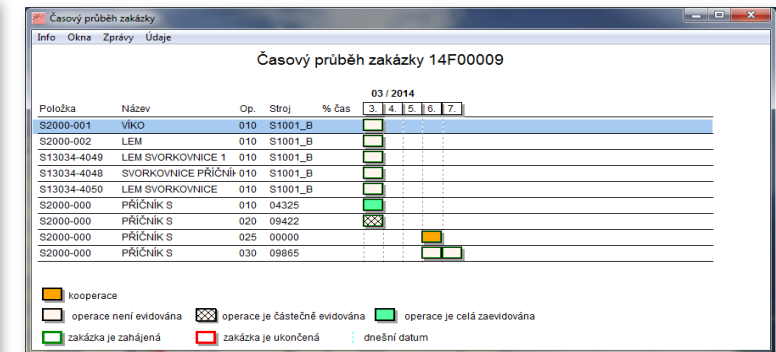 Časový průběh zakázky
Info Okna Zprávy Údaje
Časový průběh zakázky 14F00009
03 / 2014
Položka Název Op. Stroj % čas 3. 4. 5. 6. 7.
S2000-001 VÍKO 010 S1001_B
S2000-002 LEM 010 S1001_B
S13034-4049 LEM SVORKOVNICE 1 010 S1001_B
S13034-4048 SVORKOVNICE PŘÍČNÍK 010 S1001_B
S13034-4050 LEM SVORKOVNICE 010 S1001_B
S2000-000 PŘÍČNÍK S 010 04325
S2000-000 PŘÍČNÍK S 020 09422
S2000-000 PŘÍČNÍK S 025 00000
S2000-000 PŘÍČNÍK S 030 09865
kooperace
operace není evidována operace je částečně evidována operace je celá zaevidována
zakázka je zahájená zakázka je ukončená dnešní datum